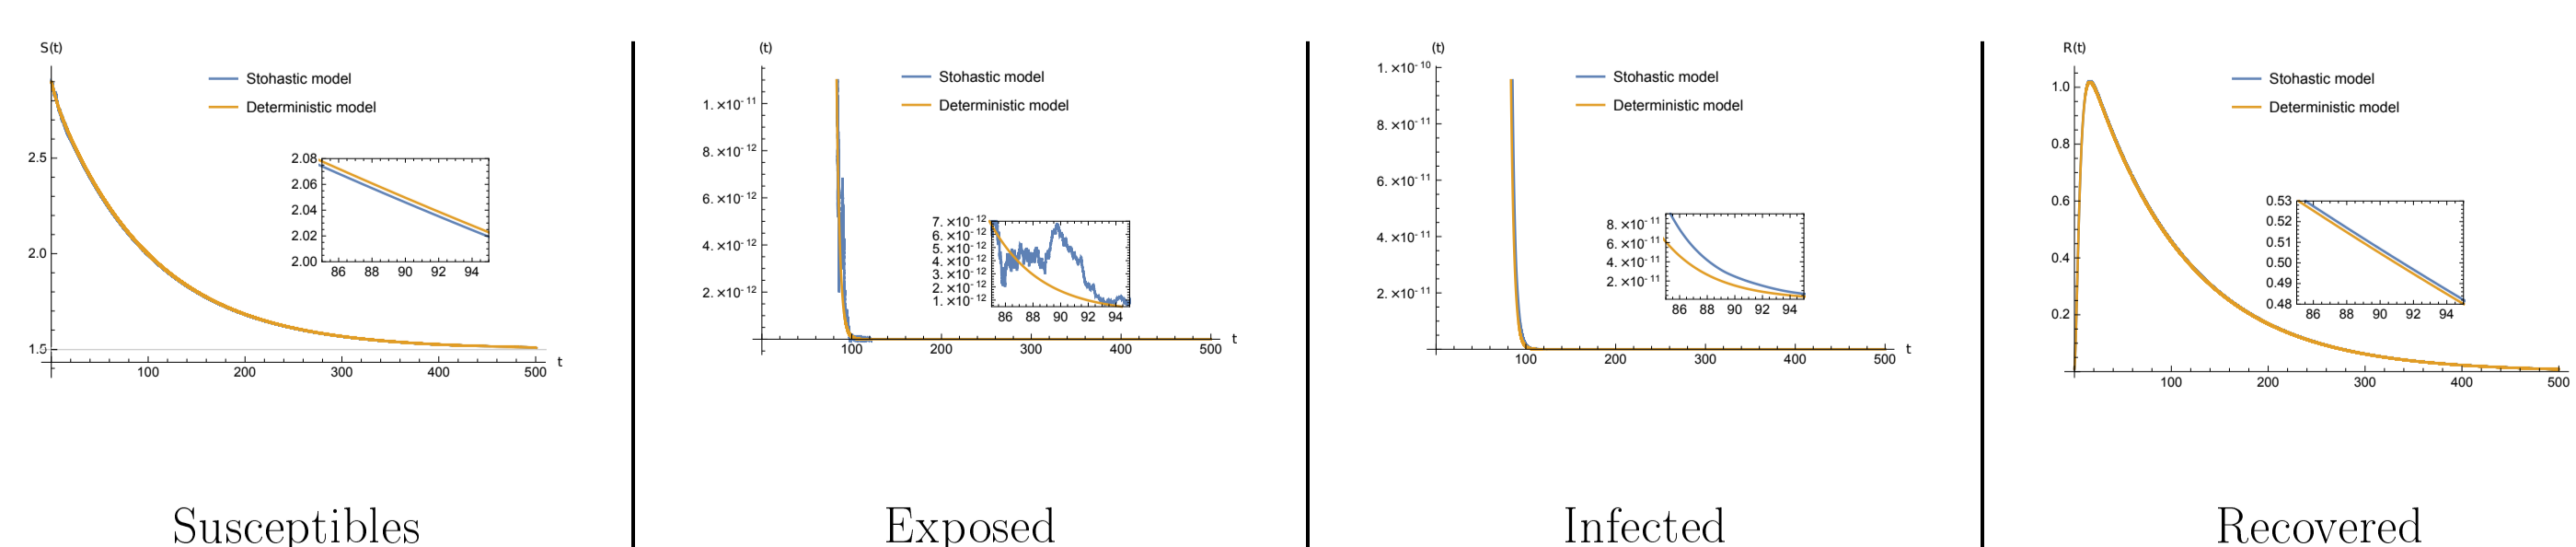 S(t)
Stohastic model
Deterministic model
2.5
2.0
1.5
100 200 300 400 500
t
2.08
2.06
2.04
2.02
2.00
86 88 90 92 94
Susceptibles
(t)
Stohastic model
Deterministic model
1. ×10-11
8. ×10-12
6. ×10-12
4. ×10-12
2. ×10-12
100 200 300 400 500
t
7. ×10-12
6. ×10-12
5. ×10-12
4. ×10-12
3. ×10-12
2. ×10-12
1. ×10-12
86 88 90 92 94
Exposed
(t)
Stohastic model
Deterministic model
1. ×10-10
8. ×10-11
6. ×10-11
4. ×10-11
2. ×10-11
100 200 300 400 500
t
8. ×10-11
6. ×10-11
4. ×10-11
2. ×10-11
86 88 90 92 94
Infected
R(t)
Stohastic model
Deterministic model
1.0
0.8
0.6
0.4
0.2
100 200 300 400 500
0.53
0.52
0.51
0.50
0.49
0.48
86 88 90 92 94
Recovered